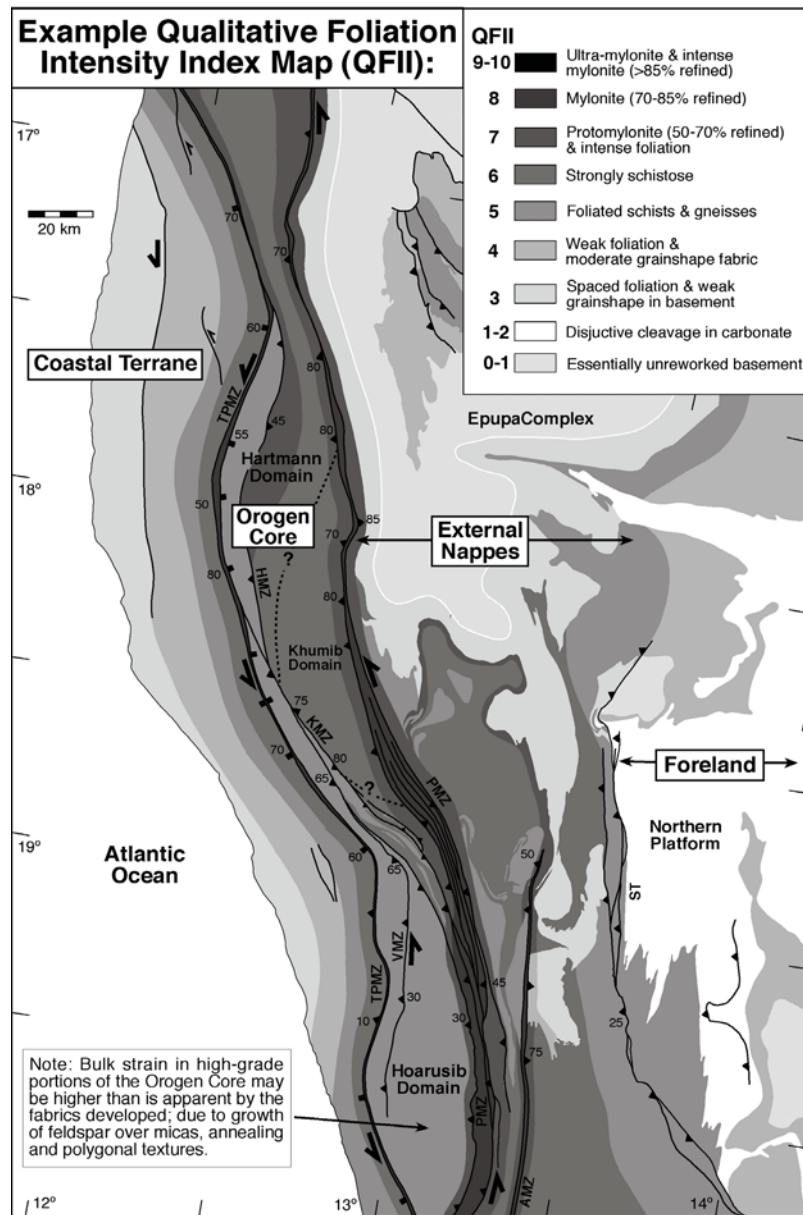 Example Qualitative Foliation
Intensity Index Map (QFII):
QFII
9-10 Ultra-mylonite & intense
mylonite (>85% refined)
8 Mylonite (70-85% refined)
7 Protomylonite (50-70% refined)
& intense foliation
6 Strongly schistose
5 Foliated schists & gneisses
4 Weak foliation &
moderate grainshape fabric
3 Spaced foliation & weak
grainshape in basement
1-2 Disjuctive cleavage in carbonate
0-1 Essentially unreworked basement
17º
20 km
70
70
60
80
Coastal Terrane
TPMZ
45
EpupaComplex
55
80
Hartmann
Domain
18º
50
85
Orogen
Core
External
Nappes
70
80
HMZ
?
80
Khumib
Domain
75
KMZ
70
80
65
?
PMZ
Foreland
Northern
Platform
19º
Atlantic
Ocean
60
65
50
ST
VMZ
TPMZ
30
45
10
30
25
75
Hoarusib
Domain
Note: Bulk strain in high-grade
portions of the Orogen Core may
be higher than is apparent by the
fabrics developed; due to growth
of feldspar over micas, annealing
and polygonal textures.
PMZ
AMZ
12º
13º
14º